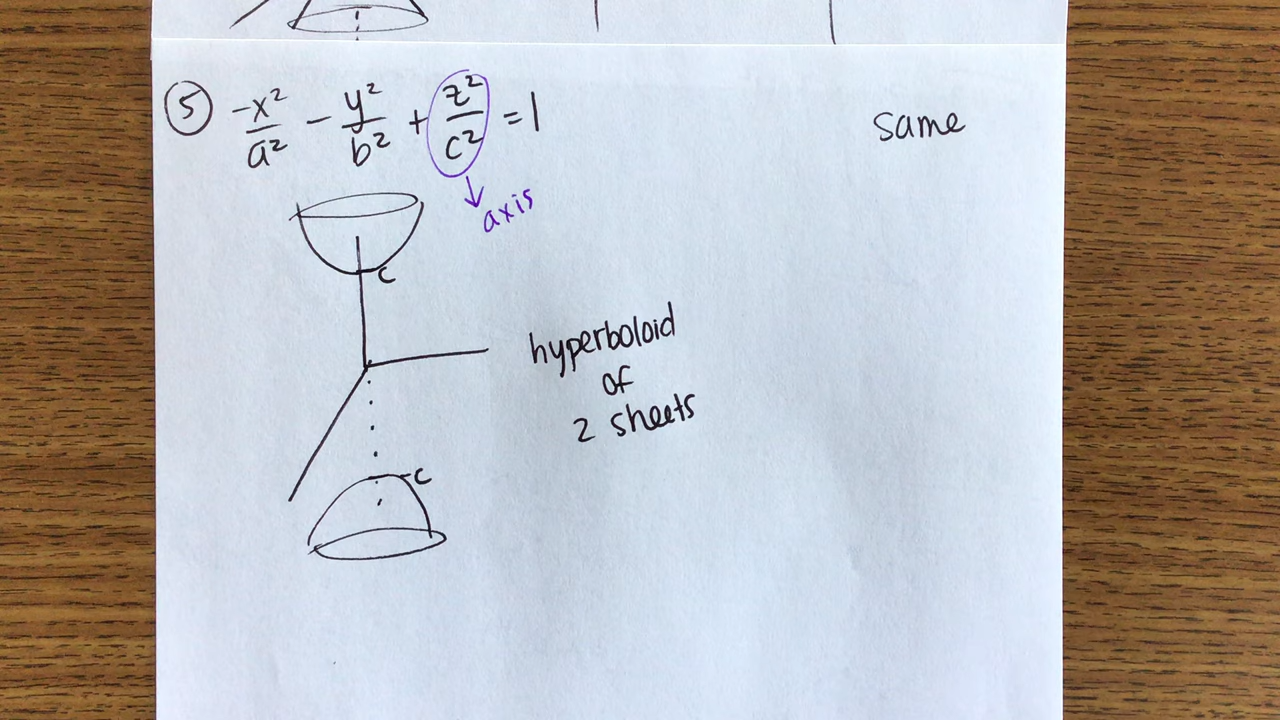 ⑤ -x²/a² - y²/b² + z²/c² = 1
same
axis
c
hyperboloid
of
2 sheets
-c